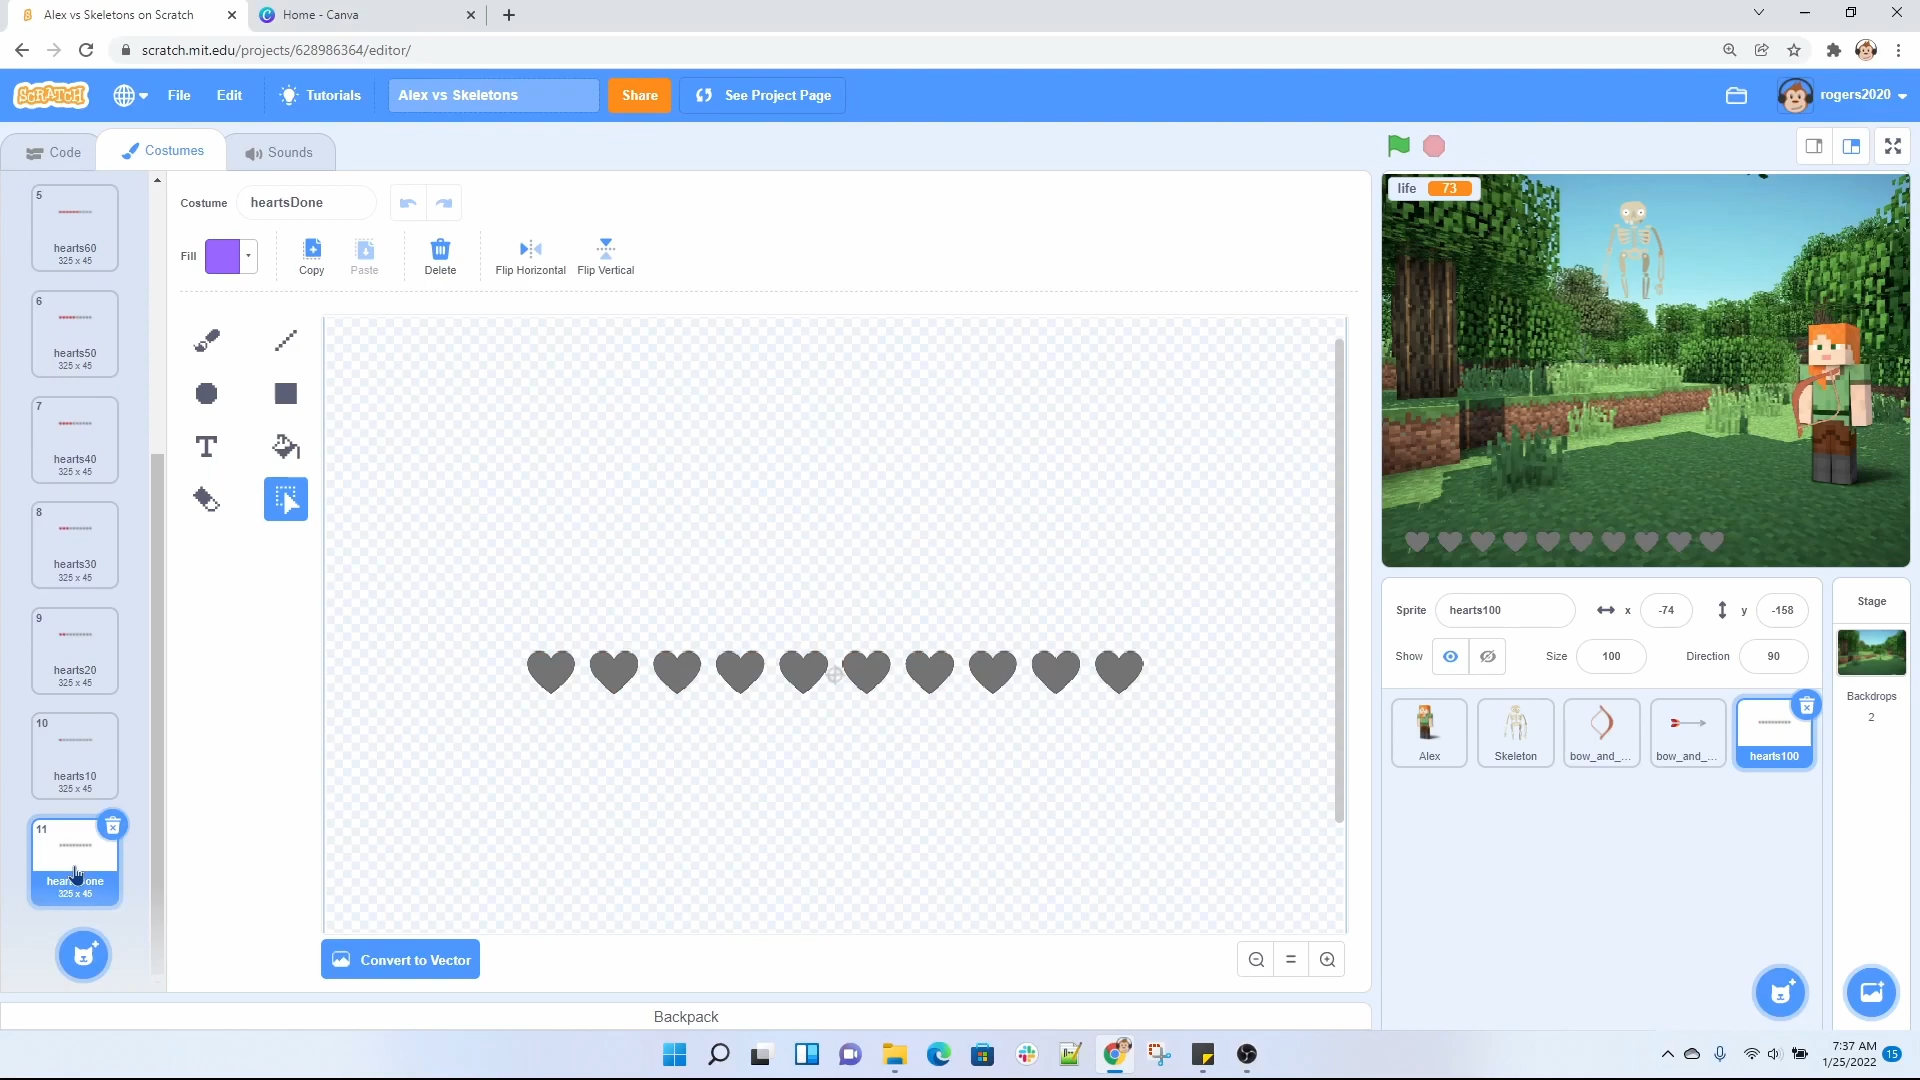 Alex vs Skeletons on Scratch
Home - Canva
scratch.mit.edu/projects/628986364/editor/
SCRATCH
File
Edit
Tutorials
Alex vs Skeletons
Share
See Project Page
rogers2020
Code
Costumes
Sounds
Costume
heartsDone
Fill
Copy
Paste
Delete
Flip Horizontal
Flip Vertical
5
hearts60
325 x 45
6
hearts50
325 x 45
7
hearts40
325 x 45
8
hearts30
325 x 45
9
hearts20
325 x 45
10
hearts10
325 x 45
11
325 x 45
T
Convert to Vector
Backpack
life 73
Sprite hearts100 x -74 y -158
Show Size 100 Direction 90
Alex
Skeleton
bow_and_...
bow_and_...
hearts100
Stage
Backdrops
2
7:37 AM
1/25/2022
15